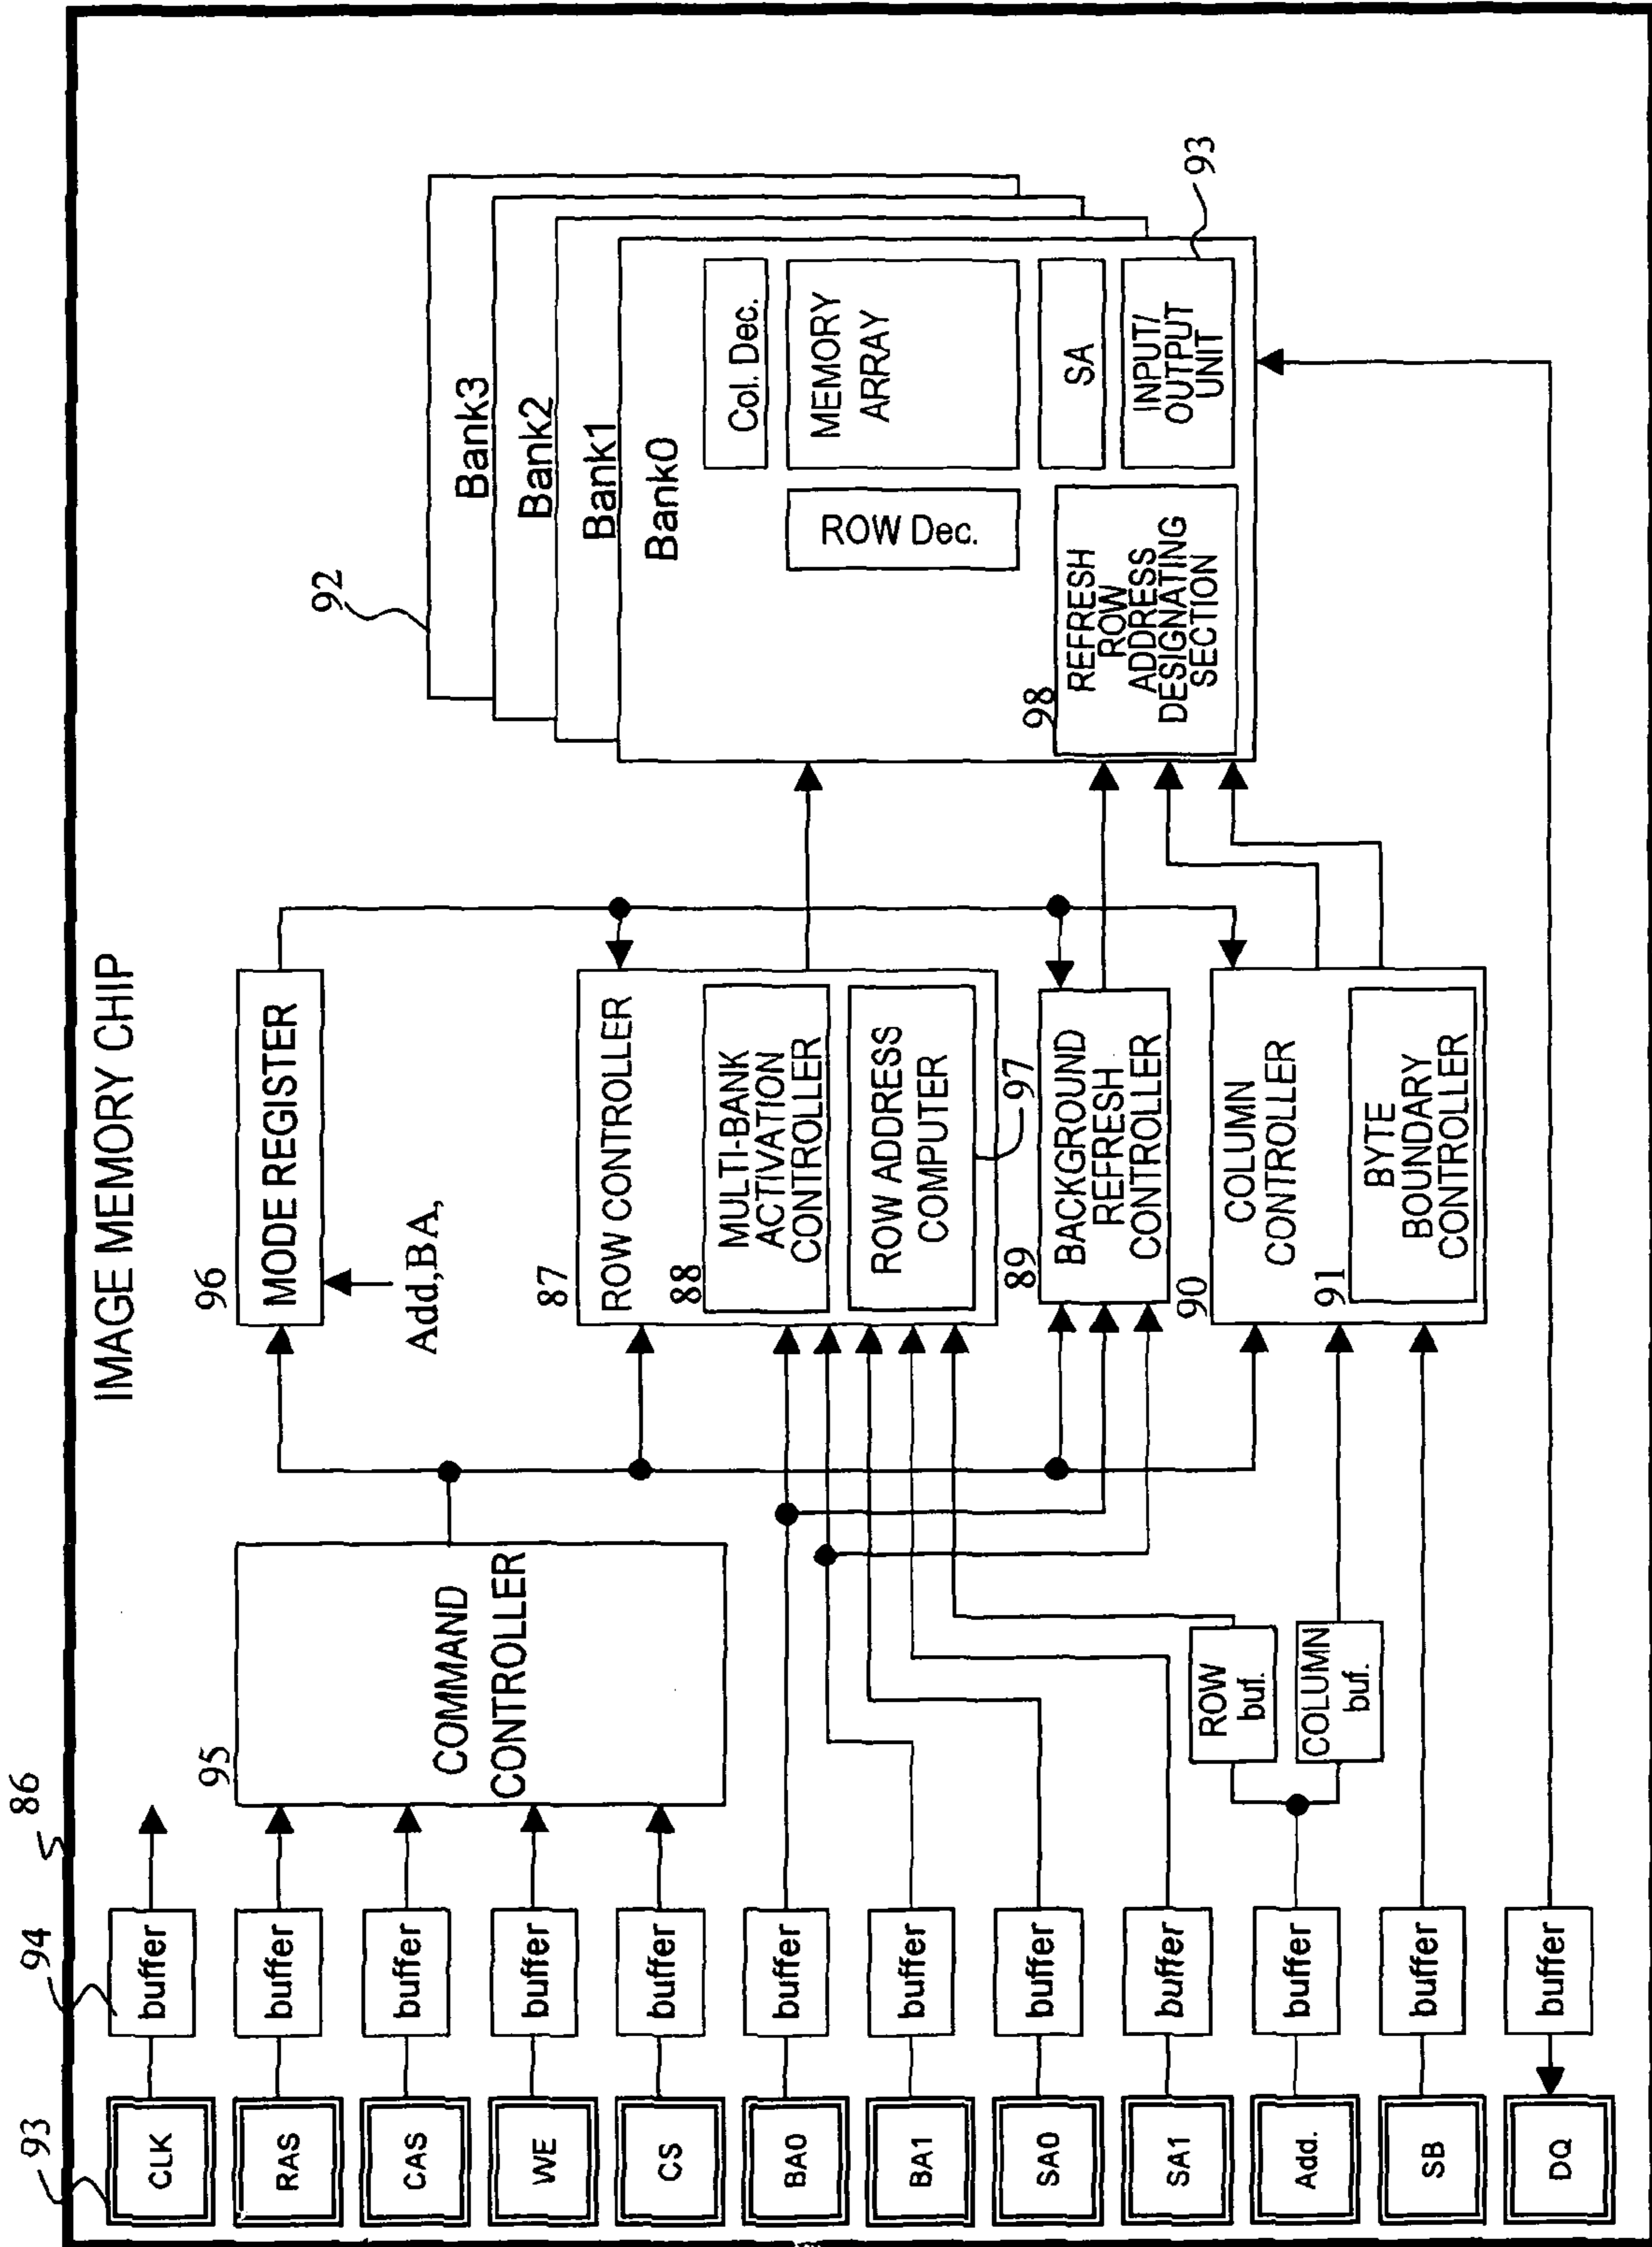 IMAGE MEMORY CHIP
86
93
94
CLK
buffer
RAS
buffer
CAS
buffer
WE
buffer
CS
buffer
BA0
buffer
BA1
buffer
SA0
buffer
SA1
buffer
Add.
buffer
SB
buffer
DQ
buffer
95
COMMAND
CONTROLLER
ROW
buf.
COLUMN
buf.
96
MODE REGISTER
Add,BA,
87
ROW CONTROLLER
88
MULTI-BANK
ACTIVATION
CONTROLLER
ROW ADDRESS
COMPUTER
97
89
BACKGROUND
REFRESH
CONTROLLER
90
COLUMN
CONTROLLER
91
BYTE
BOUNDARY
CONTROLLER
92
Bank3
Bank2
Bank1
Bank0
Col. Dec.
ROW Dec.
MEMORY
ARRAY
SA
98
REFRESH
ROW
ADDRESS
DESIGNATING
SECTION
INPUT/
OUTPUT
UNIT
93